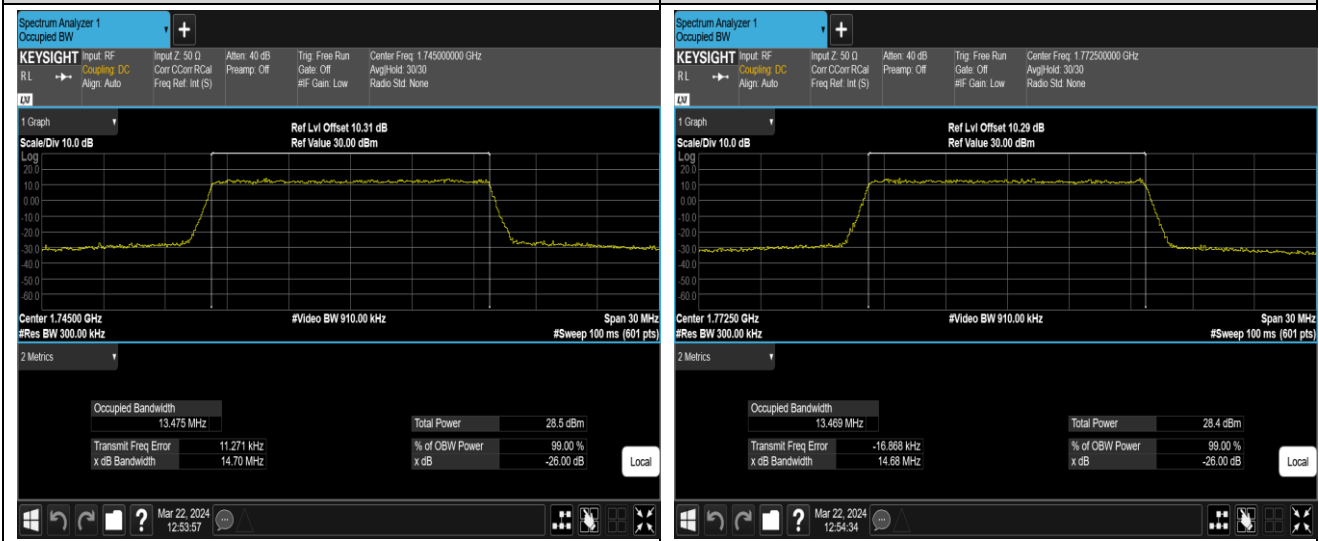 Spectrum Analyzer 1
Occupied BW
+
KEYSIGHT Input: RF Input Z: 50 Ω Atten: 40 dB Trig: Free Run Center Freq: 1.745000000 GHz
Coupling: DC Corr CCorr RCal Preamp: Off Gate: Off Avg|Hold: 30/30
RL Align: Auto Freq Ref: Int (S) #IF Gain: Low Radio Std: None
LXI
1 Graph
Ref Lvl Offset 10.31 dB
Scale/Div 10.0 dB Ref Value 30.00 dBm
Log
20.0
10.0
0.00
-10.0
-20.0
-30.0
-40.0
-50.0
-60.0
Center 1.74500 GHz #Video BW 910.00 kHz Span 30 MHz
#Res BW 300.00 kHz #Sweep 100 ms (601 pts)
2 Metrics
Occupied Bandwidth
13.475 MHz Total Power 28.5 dBm
Transmit Freq Error 11.271 kHz % of OBW Power 99.00 %
x dB Bandwidth 14.70 MHz x dB -26.00 dB
Local
? Mar 22, 2024
12:53:57
Spectrum Analyzer 1
Occupied BW
+
KEYSIGHT Input: RF Input Z: 50 Ω Atten: 40 dB Trig: Free Run Center Freq: 1.772500000 GHz
Coupling: DC Corr CCorr RCal Preamp: Off Gate: Off Avg|Hold: 30/30
RL Align: Auto Freq Ref: Int (S) #IF Gain: Low Radio Std: None
LXI
1 Graph
Ref Lvl Offset 10.29 dB
Scale/Div 10.0 dB Ref Value 30.00 dBm
Log
20.0
10.0
0.00
-10.0
-20.0
-30.0
-40.0
-50.0
-60.0
Center 1.77250 GHz #Video BW 910.00 kHz Span 30 MHz
#Res BW 300.00 kHz #Sweep 100 ms (601 pts)
2 Metrics
Occupied Bandwidth
13.469 MHz Total Power 28.4 dBm
Transmit Freq Error -16.868 kHz % of OBW Power 99.00 %
x dB Bandwidth 14.68 MHz x dB -26.00 dB
Local
? Mar 22, 2024
12:54:34